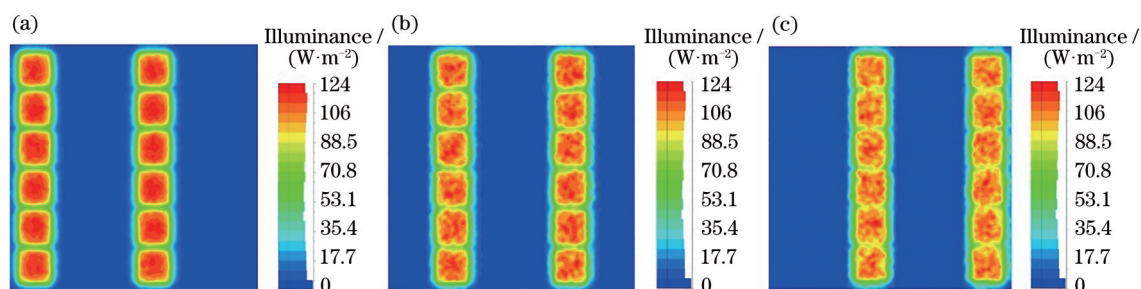 (a)
Illuminance /
(W·m⁻²)
124
106
88.5
70.8
53.1
35.4
17.7
0
(b)
Illuminance /
(W·m⁻²)
124
106
88.5
70.8
53.1
35.4
17.7
0
(c)
Illuminance /
(W·m⁻²)
124
106
88.5
70.8
53.1
35.4
17.7
0